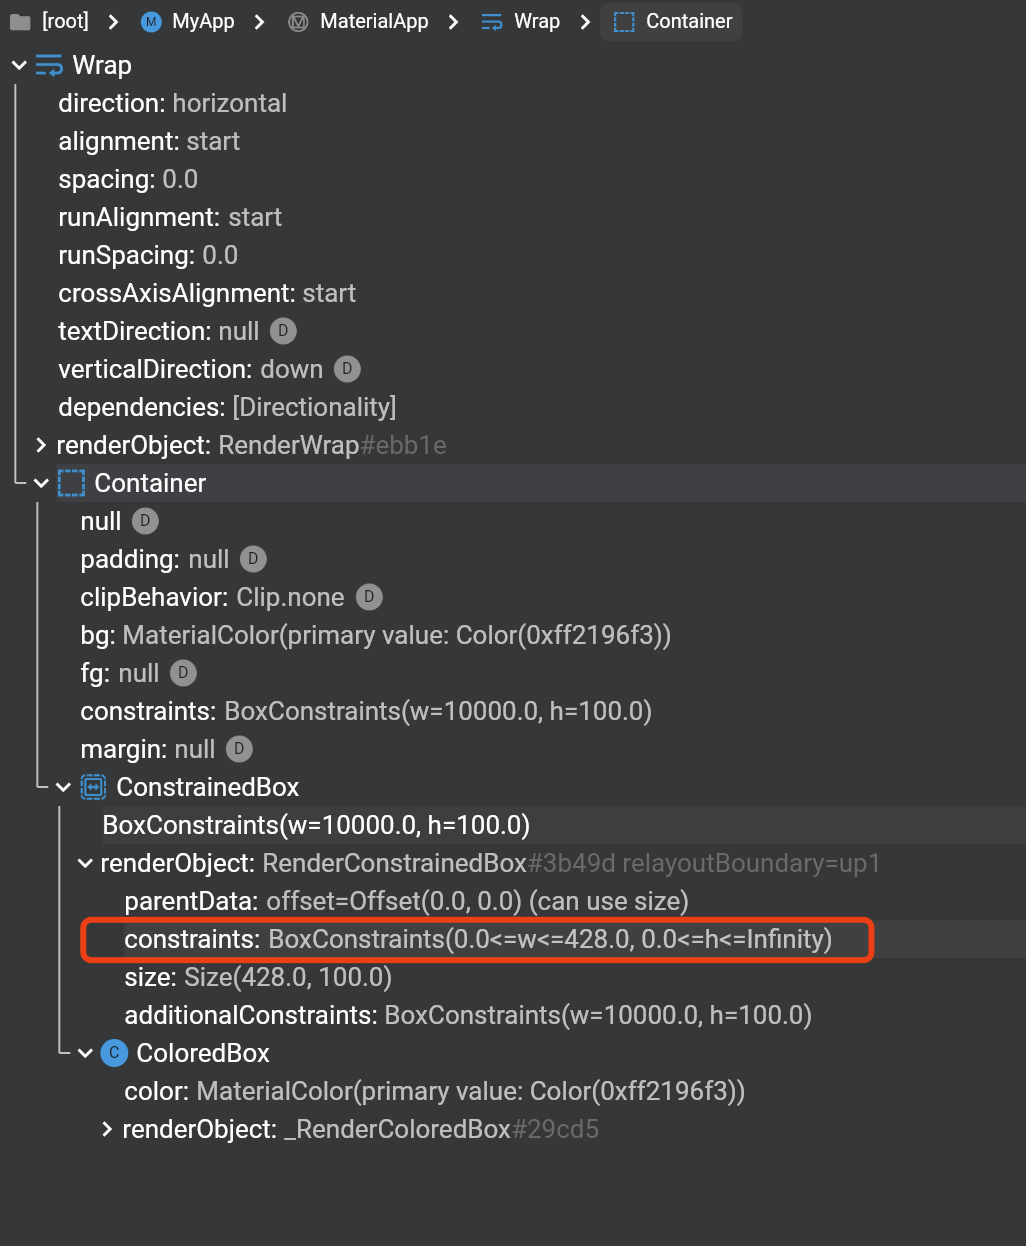 [root] MyApp MaterialApp Wrap Container
Wrap
direction: horizontal
alignment: start
spacing: 0.0
runAlignment: start
runSpacing: 0.0
crossAxisAlignment: start
textDirection: null D
verticalDirection: down D
dependencies: [Directionality]
renderObject: RenderWrap#ebb1e
Container
null D
padding: null D
clipBehavior: Clip.none D
bg: MaterialColor(primary value: Color(0xff2196f3))
fg: null D
constraints: BoxConstraints(w=10000.0, h=100.0)
margin: null D
ConstrainedBox
BoxConstraints(w=10000.0, h=100.0)
renderObject: RenderConstrainedBox#3b49d relayoutBoundary=up1
parentData: offset=Offset(0.0, 0.0) (can use size)
constraints: BoxConstraints(0.0<=w<=428.0, 0.0<=h<=Infinity)
size: Size(428.0, 100.0)
additionalConstraints: BoxConstraints(w=10000.0, h=100.0)
C ColoredBox
color: MaterialColor(primary value: Color(0xff2196f3))
renderObject: _RenderColoredBox#29cd5